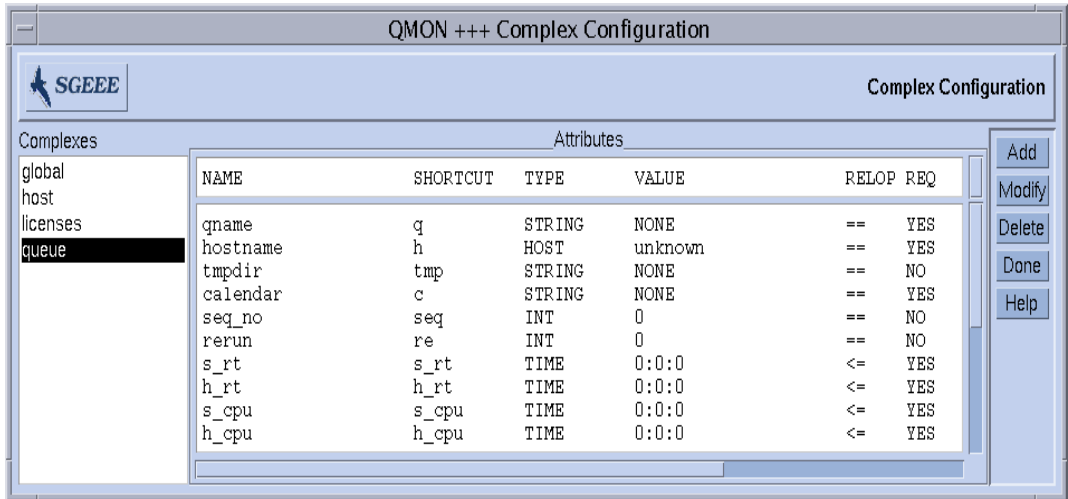 QMON +++ Complex Configuration
SGEEE
Complex Configuration
Complexes
global
host
licenses
queue
Attributes
NAME SHORTCUT TYPE VALUE RELOP REQ
qname q STRING NONE == YES
hostname h HOST unknown == YES
tmpdir tmp STRING NONE == NO
calendar c STRING NONE == YES
seq_no seq INT 0 == NO
rerun re INT 0 == NO
s_rt s_rt TIME 0:0:0 <= YES
h_rt h_rt TIME 0:0:0 <= YES
s_cpu s_cpu TIME 0:0:0 <= YES
h_cpu h_cpu TIME 0:0:0 <= YES
Add
Modify
Delete
Done
Help